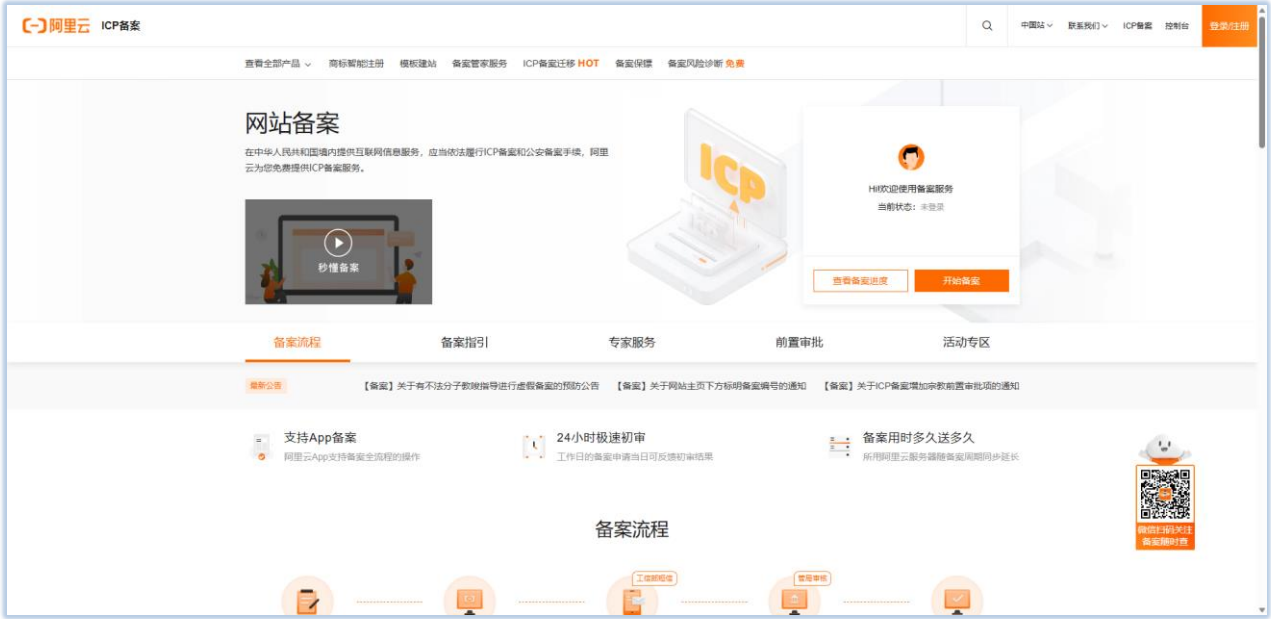 阿里云 ICP备案
中国站 联系我们 ICP备案 控制台 登录/注册
查看全部产品 商标智能注册 模板建站 备案管家服务 ICP备案迁移 HOT 备案保镖 备案风险诊断 免费
网站备案
在中华人民共和国境内提供互联网信息服务，应当依法履行ICP备案和公安备案手续，阿里
云为您免费提供ICP备案服务。
秒懂备案
ICP
Hi!欢迎使用备案服务
当前状态：未登录
查看备案进度 开始备案
备案流程 备案指引 专家服务 前置审批 活动专区
最新公告 【备案】关于有不法分子教唆指导进行虚假备案的预防公告 【备案】关于网站主页下方标明备案编号的通知 【备案】关于ICP备案增加宗教前置审批项的通知
支持App备案 24小时极速初审 备案用时多久送多久
阿里云App支持备案全流程的操作 工作日的备案申请当日可反馈初审结果 所用阿里云服务器随备案周期同步延长
微信扫码关注
备案随时查
备案流程
工信部短信 管局审核